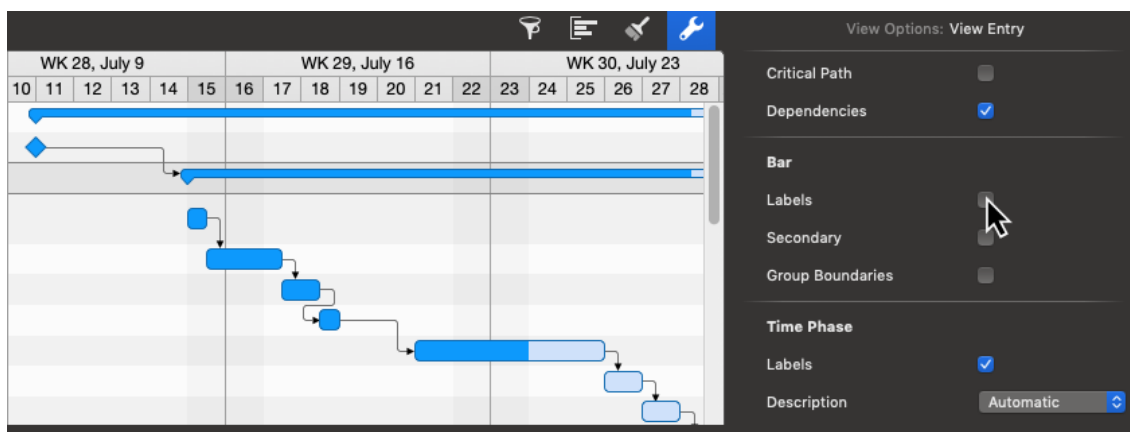 View Options: View Entry
WK 28, July 9 WK 29, July 16 WK 30, July 23
10 11 12 13 14 15 16 17 18 19 20 21 22 23 24 25 26 27 28
Critical Path
Dependencies
Bar
Labels
Secondary
Group Boundaries
Time Phase
Labels
Description Automatic